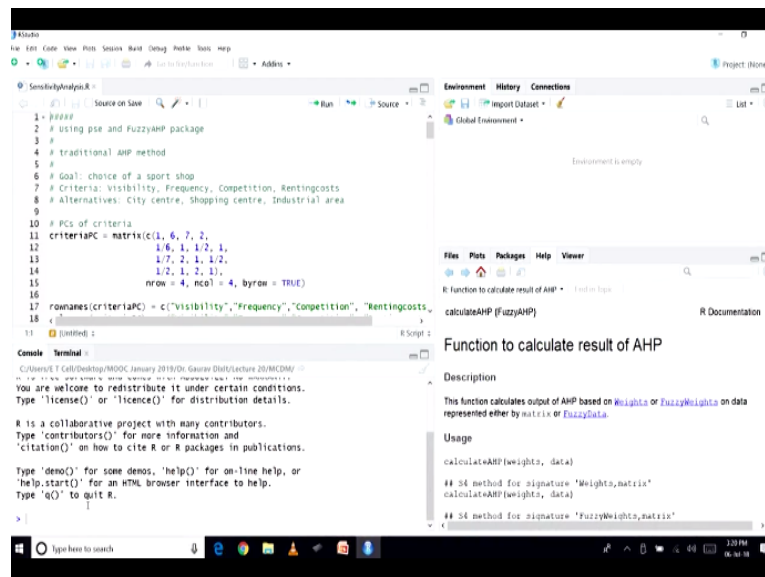 RStudio
File Edit Code View Plots Session Build Debug Profile Tools Help
Go to file/function
Addins
Project: (None
SensitivityAnalysis.R
Source on Save
Run
Source
1 #####
2 # using pse and FuzzyAHP package
3 #
4 # traditional AHP method
5 #
6 # Goal: choice of a sport shop
7 # Criteria: Visibility, Frequency, Competition, Rentingcosts
8 # Alternatives: City centre, Shopping centre, Industrial area
9
10 # PCs of criteria
11 criteriaPC = matrix(c(1, 6, 7, 2,
12 1/6, 1, 1/2, 1,
13 1/7, 2, 1, 1/2,
14 1/2, 1, 2, 1),
15 nrow = 4, ncol = 4, byrow = TRUE)
16
17 rownames(criteriaPC) = c("Visibility","Frequency","Competition", "Rentingcosts
18
1:1
(Untitled)
R Script
Console Terminal
C:/Users/E T Cell/Desktop/MOOC January 2019/Dr. Gaurav Dixit/Lecture 20/MCDM/
You are welcome to redistribute it under certain conditions.
Type 'license()' or 'licence()' for distribution details.
R is a collaborative project with many contributors.
Type 'contributors()' for more information and
'citation()' on how to cite R or R packages in publications.
Type 'demo()' for some demos, 'help()' for on-line help, or
'help.start()' for an HTML browser interface to help.
Type 'q()' to quit R.
>
Environment History Connections
Import Dataset
List
Global Environment
Environment is empty
Files Plots Packages Help Viewer
R: Function to calculate result of AHP
Find in Topic
calculateAHP {FuzzyAHP}
R Documentation
Function to calculate result of AHP
Description
This function calculates output of AHP based on Weights or FuzzyWeights on data
represented either by matrix or FuzzyData.
Usage
calculateAHP(weights, data)
## S4 method for signature 'Weights,matrix'
calculateAHP(weights, data)
## S4 method for signature 'FuzzyWeights,matrix'
Type here to search
3:20 PM
06-Jul-18